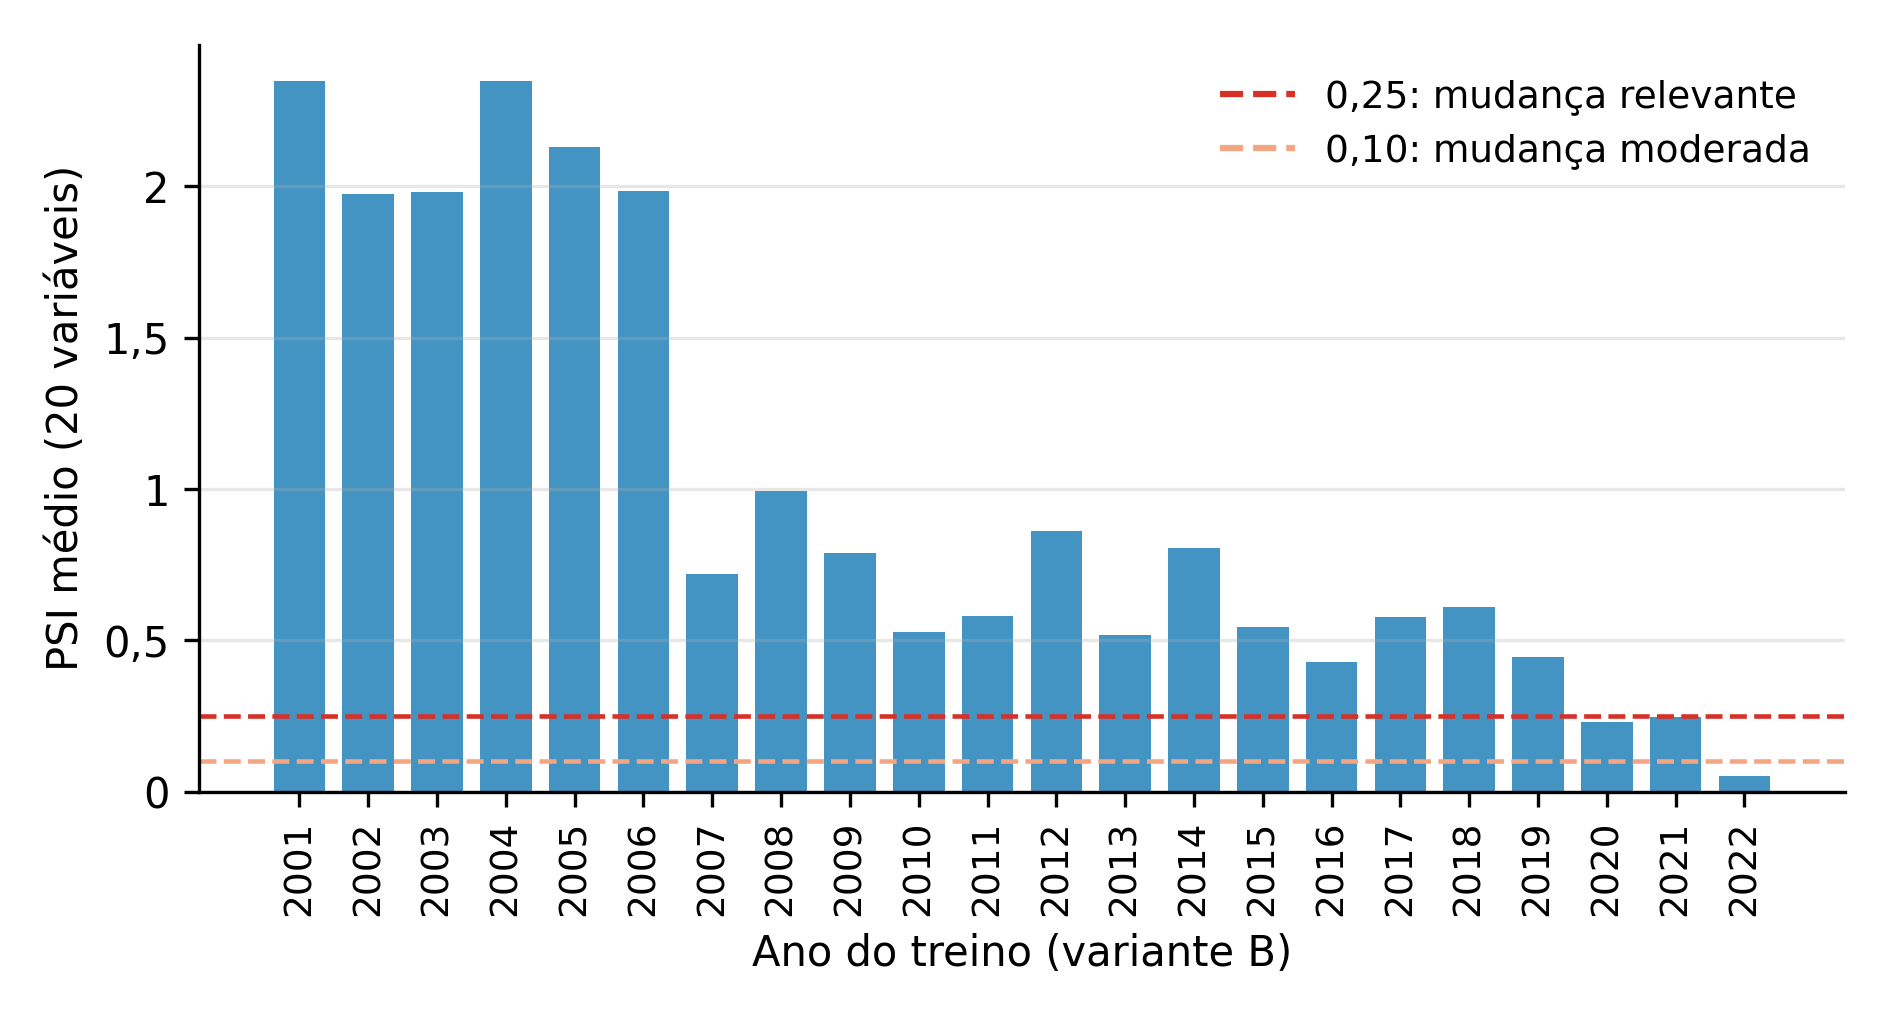 0,25: mudança relevante
0,10: mudança moderada
PSI médio (20 variáveis)
2
1,5
1
0,5
0
2001 2002 2003 2004 2005 2006 2007 2008 2009 2010 2011 2012 2013 2014 2015 2016 2017 2018 2019 2020 2021 2022
Ano do treino (variante B)